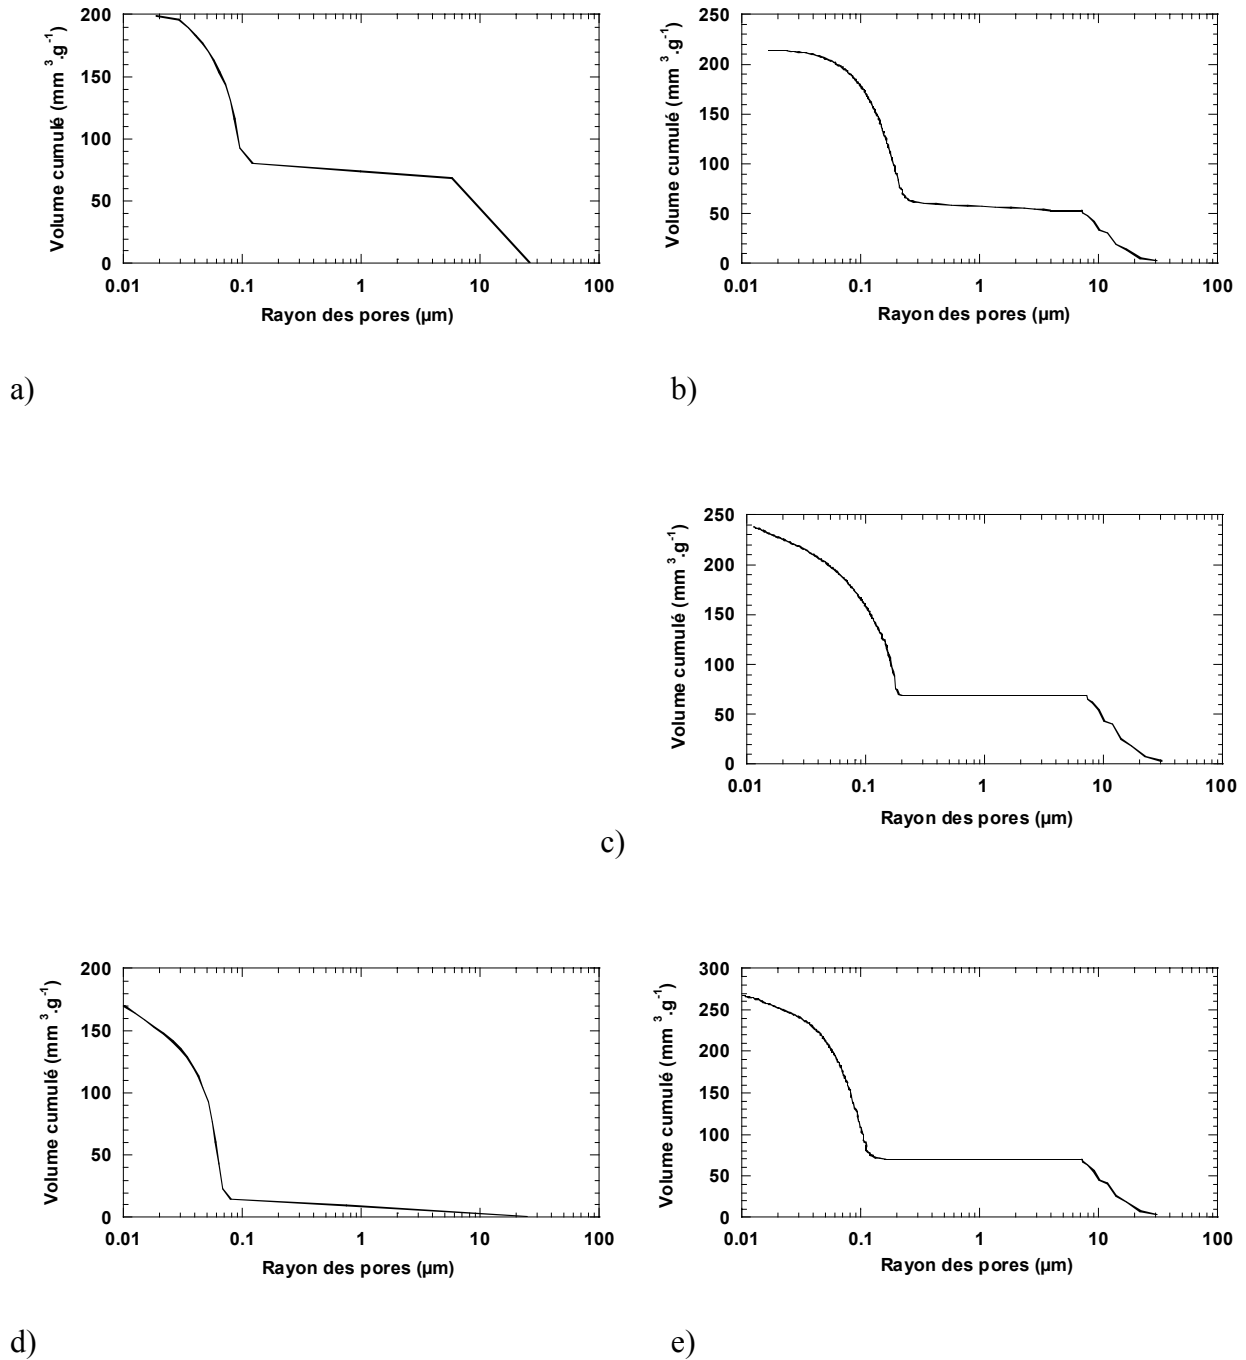 200
150
100
50
0
Volume cumulé (mm³.g⁻¹)
0.01 0.1 1 10 100
Rayon des pores (µm)
a)
250
200
150
100
50
0
Volume cumulé (mm³.g⁻¹)
0.01 0.1 1 10 100
Rayon des pores (µm)
b)
250
200
150
100
50
0
Volume cumulé (mm³.g⁻¹)
0.01 0.1 1 10 100
Rayon des pores (µm)
c)
200
150
100
50
0
Volume cumulé (mm³.g⁻¹)
0.01 0.1 1 10 100
Rayon des pores (µm)
d)
300
250
200
150
100
50
0
Volume cumulé (mm³.g⁻¹)
0.01 0.1 1 10 100
Rayon des pores (µm)
e)